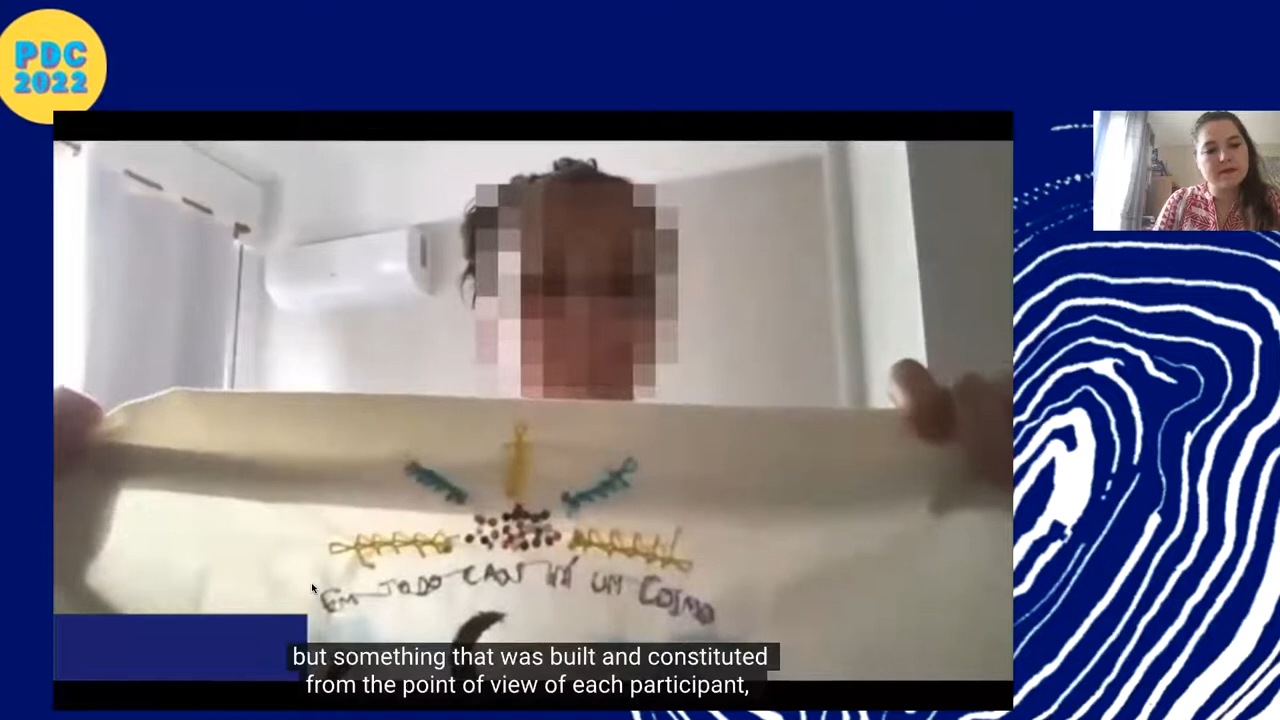 PDC
2022
EM TODO CAOS HÁ UM COSMO
but something that was built and constituted
from the point of view of each participant,